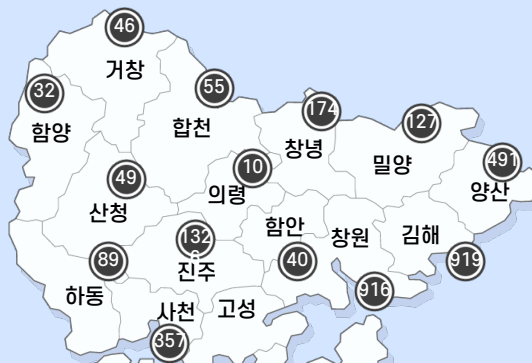 46
거창
32
함양
55
합천
174
창녕
127
밀양
491
양산
49
산청
10
의령
132
진주
함안
40
창원
김해
919
916
89
하동
사천
357
고성